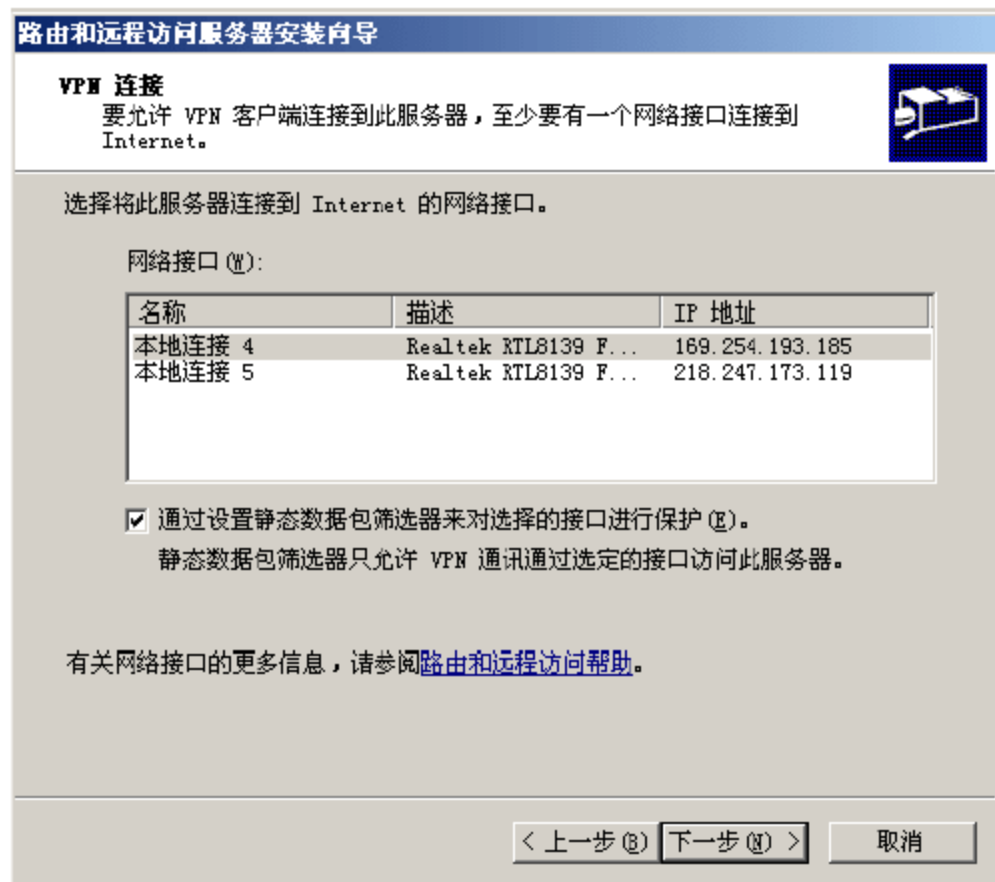 路由和远程访问服务器安装向导
VPN 连接
要允许 VPN 客户端连接到此服务器，至少要有一个网络接口连接到
Internet。
选择将此服务器连接到 Internet 的网络接口。
网络接口(W):
名称 描述 IP 地址
本地连接 4 Realtek RTL8139 F... 169.254.193.185
本地连接 5 Realtek RTL8139 F... 218.247.173.119
通过设置静态数据包筛选器来对选择的接口进行保护(E)。
静态数据包筛选器只允许 VPN 通讯通过选定的接口访问此服务器。
有关网络接口的更多信息，请参阅路由和远程访问帮助。
< 上一步(B) 下一步(N) > 取消